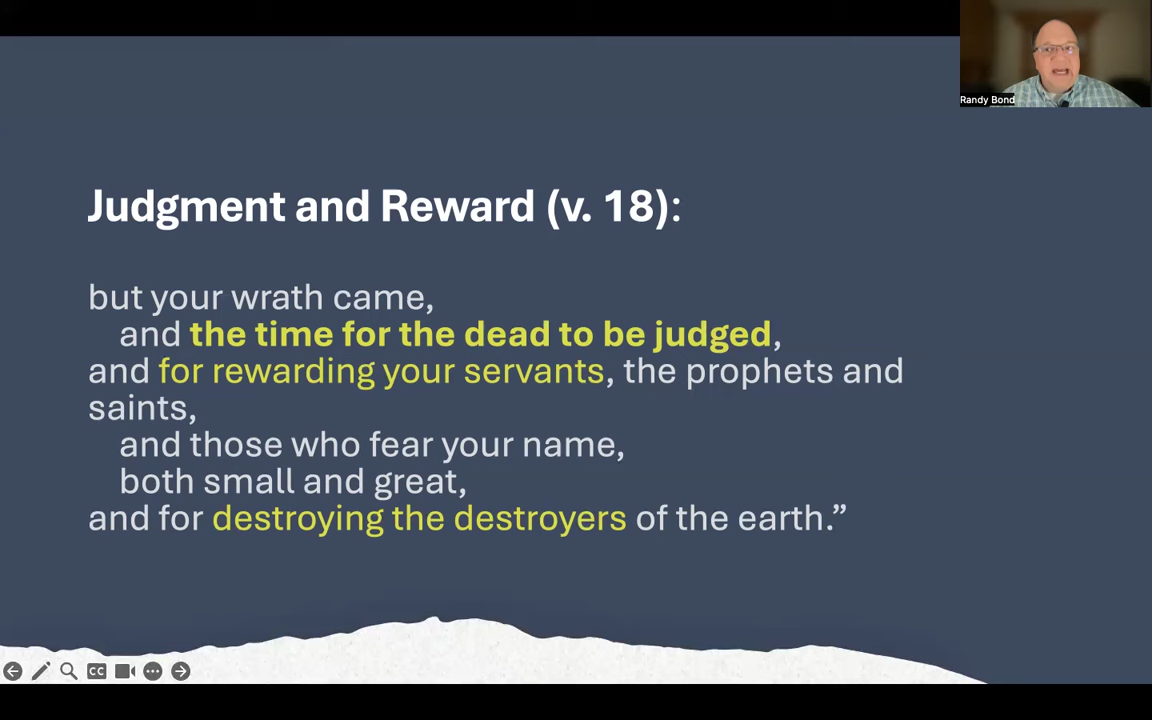 Randy Bond
Judgment and Reward (v. 18):
but your wrath came,
and the time for the dead to be judged,
and for rewarding your servants, the prophets and
saints,
and those who fear your name,
both small and great,
and for destroying the destroyers of the earth.”
CC